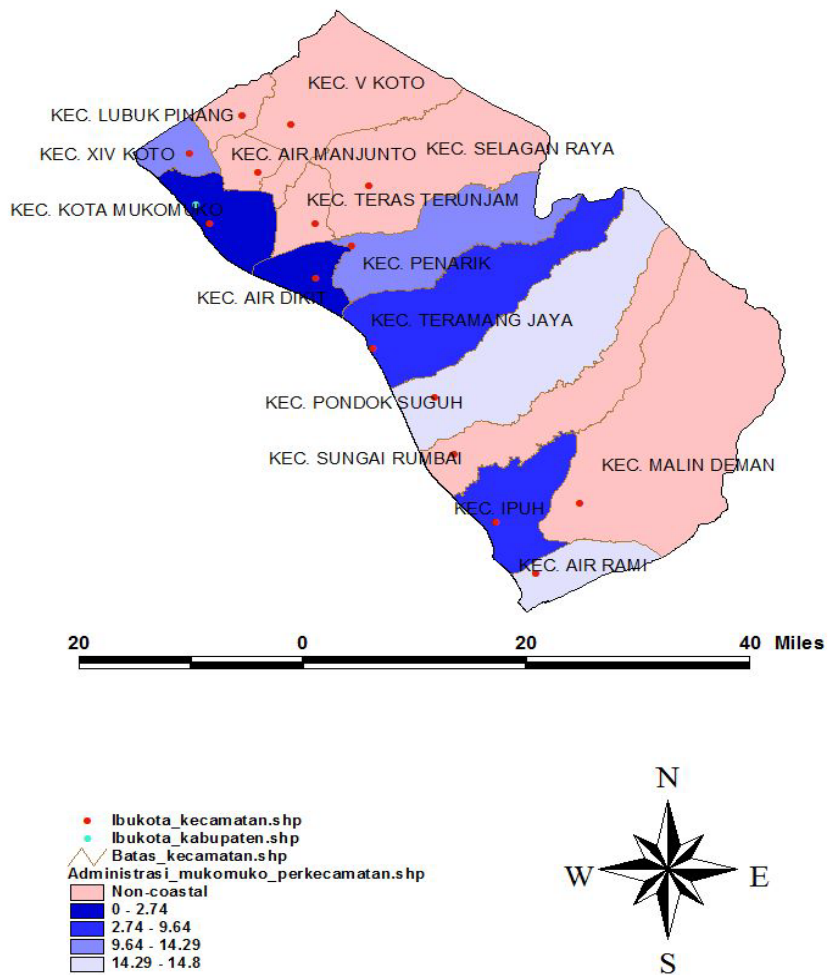 KEC. V KOTO
KEC. LUBUK PINANG
KEC. XIV KOTO
KEC. AIR MANJUNTO
KEC. SELAGAN RAYA
KEC. KOTA MUKOMUKO
KEC. TERAS TERUNJAM
KEC. PENARIK
KEC. AIR DIKIT
KEC. TERAMANG JAYA
KEC. PONDOK SUGUH
KEC. SUNGAI RUMBAI
KEC. MALIN DEMAN
KEC. IPUH
KEC. AIR RAMI
20 0 20 40 Miles
N
W E
S
Ibukota_kecamatan.shp
Ibukota_kabupaten.shp
Batas_kecamatan.shp
Administrasi_mukomuko_perkecamatan.shp
Non-coastal
0 - 2.74
2.74 - 9.64
9.64 - 14.29
14.29 - 14.8